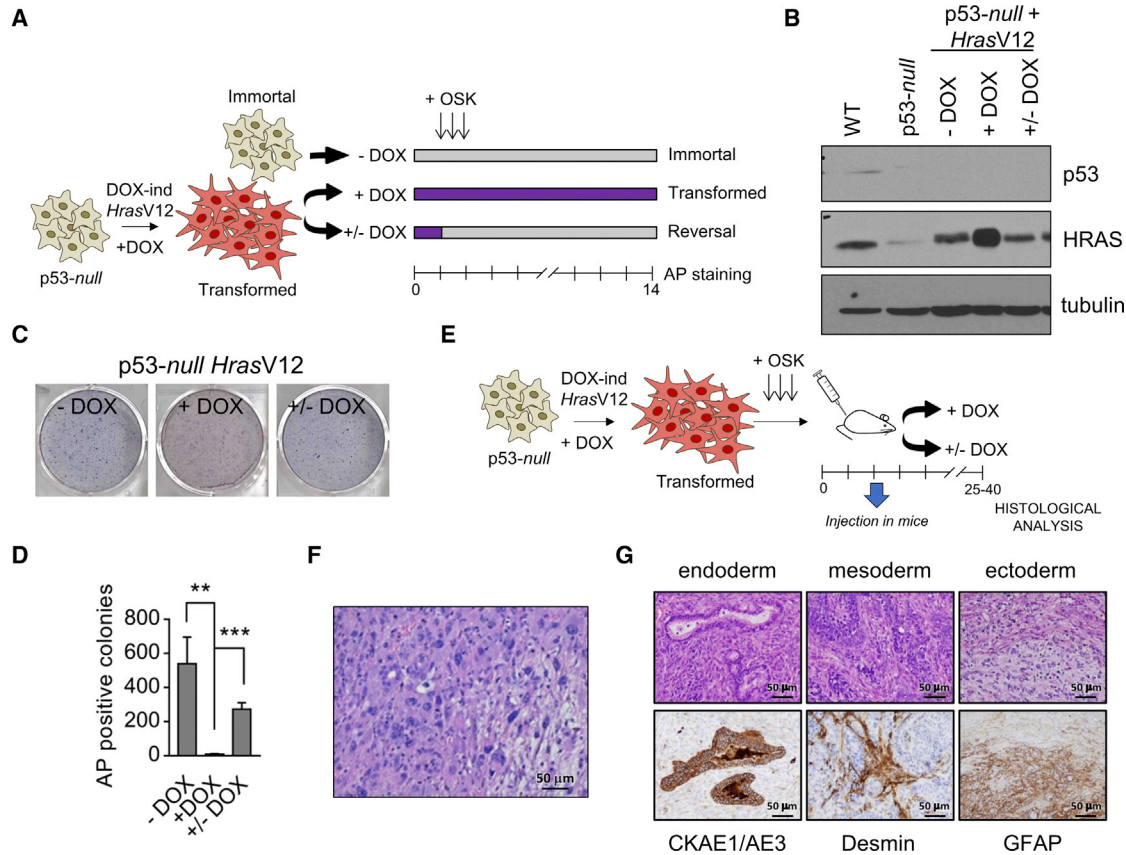 A
Immortal
DOX-ind
HrasV12
+DOX
p53-null
Transformed
+ OSK
- DOX
Immortal
+ DOX
Transformed
+/- DOX
Reversal
AP staining
0
14
B
p53-null +
HrasV12
WT
p53-null
- DOX
+ DOX
+/- DOX
p53
HRAS
tubulin
C
p53-null HrasV12
- DOX
+ DOX
+/- DOX
D
AP positive colonies
800
600
400
200
0
**
***
- DOX
+DOX
+/- DOX
E
DOX-ind
HrasV12
+ DOX
p53-null
Transformed
+ OSK
+ DOX
+/- DOX
0
25-40
Injection in mice
HISTOLOGICAL
ANALYSIS
F
50 µm
G
endoderm
mesoderm
ectoderm
50 µm
50 µm
50 µm
50 µm
50 µm
50 µm
CKAE1/AE3
Desmin
GFAP